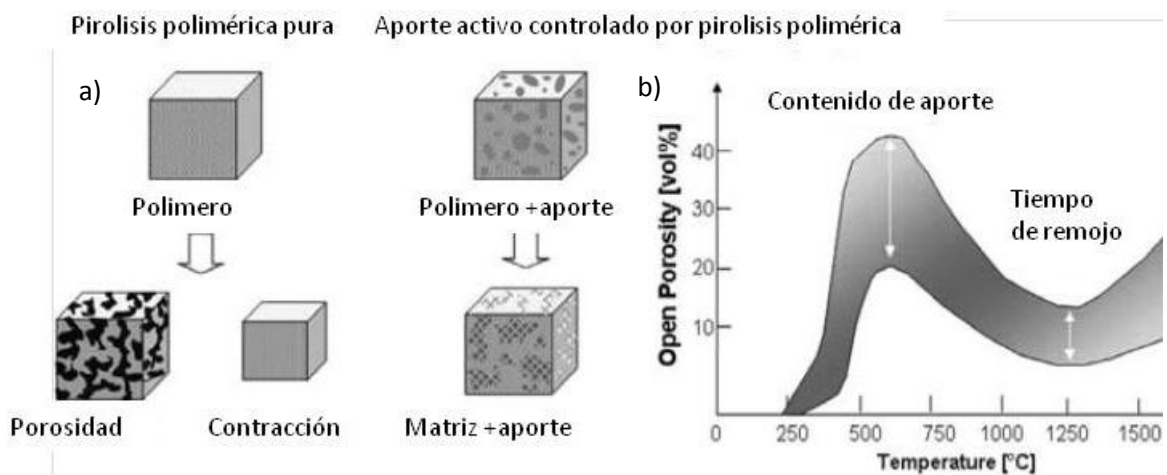 Pirolisis polimérica pura
Aporte activo controlado por pirolisis polimérica
a)
Polimero
Polimero +aporte
Porosidad
Contracción
Matriz +aporte
b)
Contenido de aporte
Tiempo
de remojo
Open Porosity [vol%]
40
30
20
10
0
250
500
750
1000
1250
1500
Temperature [°C]